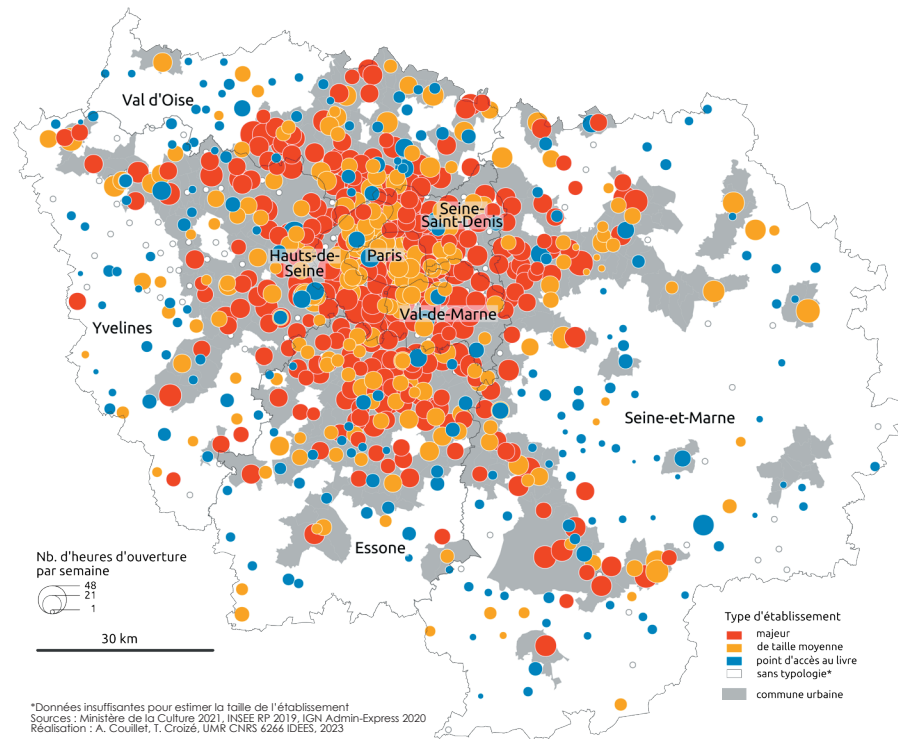 Val d'Oise
Seine-
Saint-Denis
Hauts-de-
Seine
Paris
Val-de-Marne
Yvelines
Seine-et-Marne
Essone
Nb. d'heures d'ouverture
par semaine
48
21
1
30 km
Type d'établissement
majeur
de taille moyenne
point d'accès au livre
sans typologie*
commune urbaine
*Données insuffisantes pour estimer la taille de l'établissement
Sources : Ministère de la Culture 2021, INSEE RP 2019, IGN Admin-Express 2020
Réalisation : A. Couillet, T. Croizé, UMR CNRS 6266 IDEES, 2023